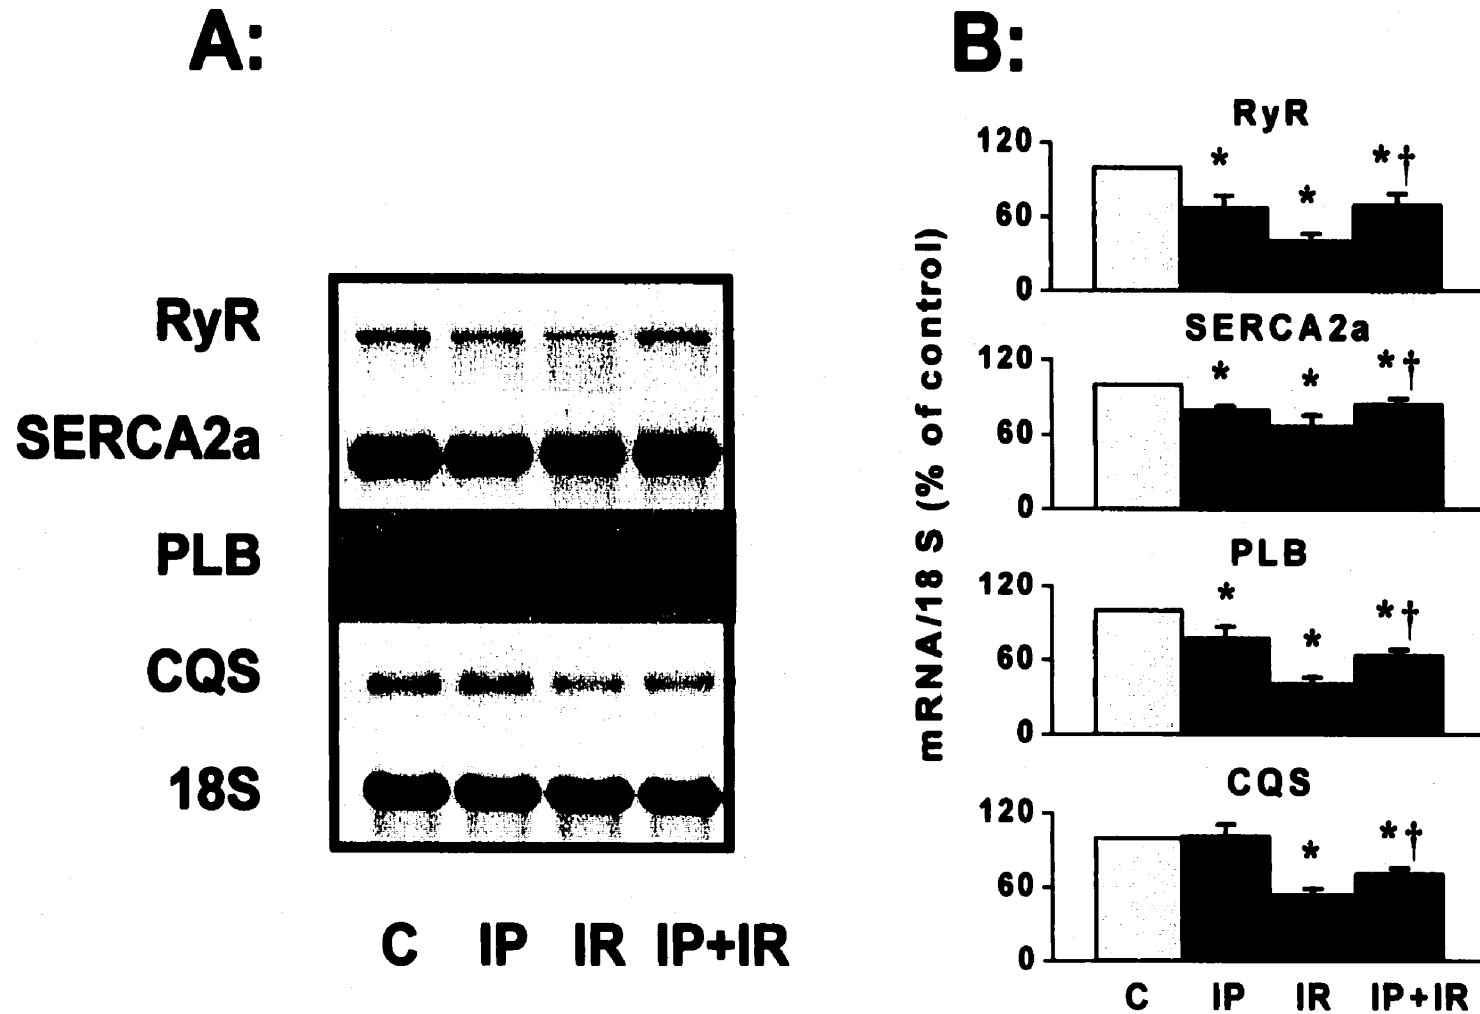 A:
RyR
SERCA2a
PLB
CQS
18S
C IP IR IP+IR
B:
mRNA/18 S (% of control)
RyR
120
* * *†
60
0
SERCA2a
120
* * *†
60
0
PLB
120
* * *†
60
0
CQS
120
* *†
60
0
C IP IR IP+IR